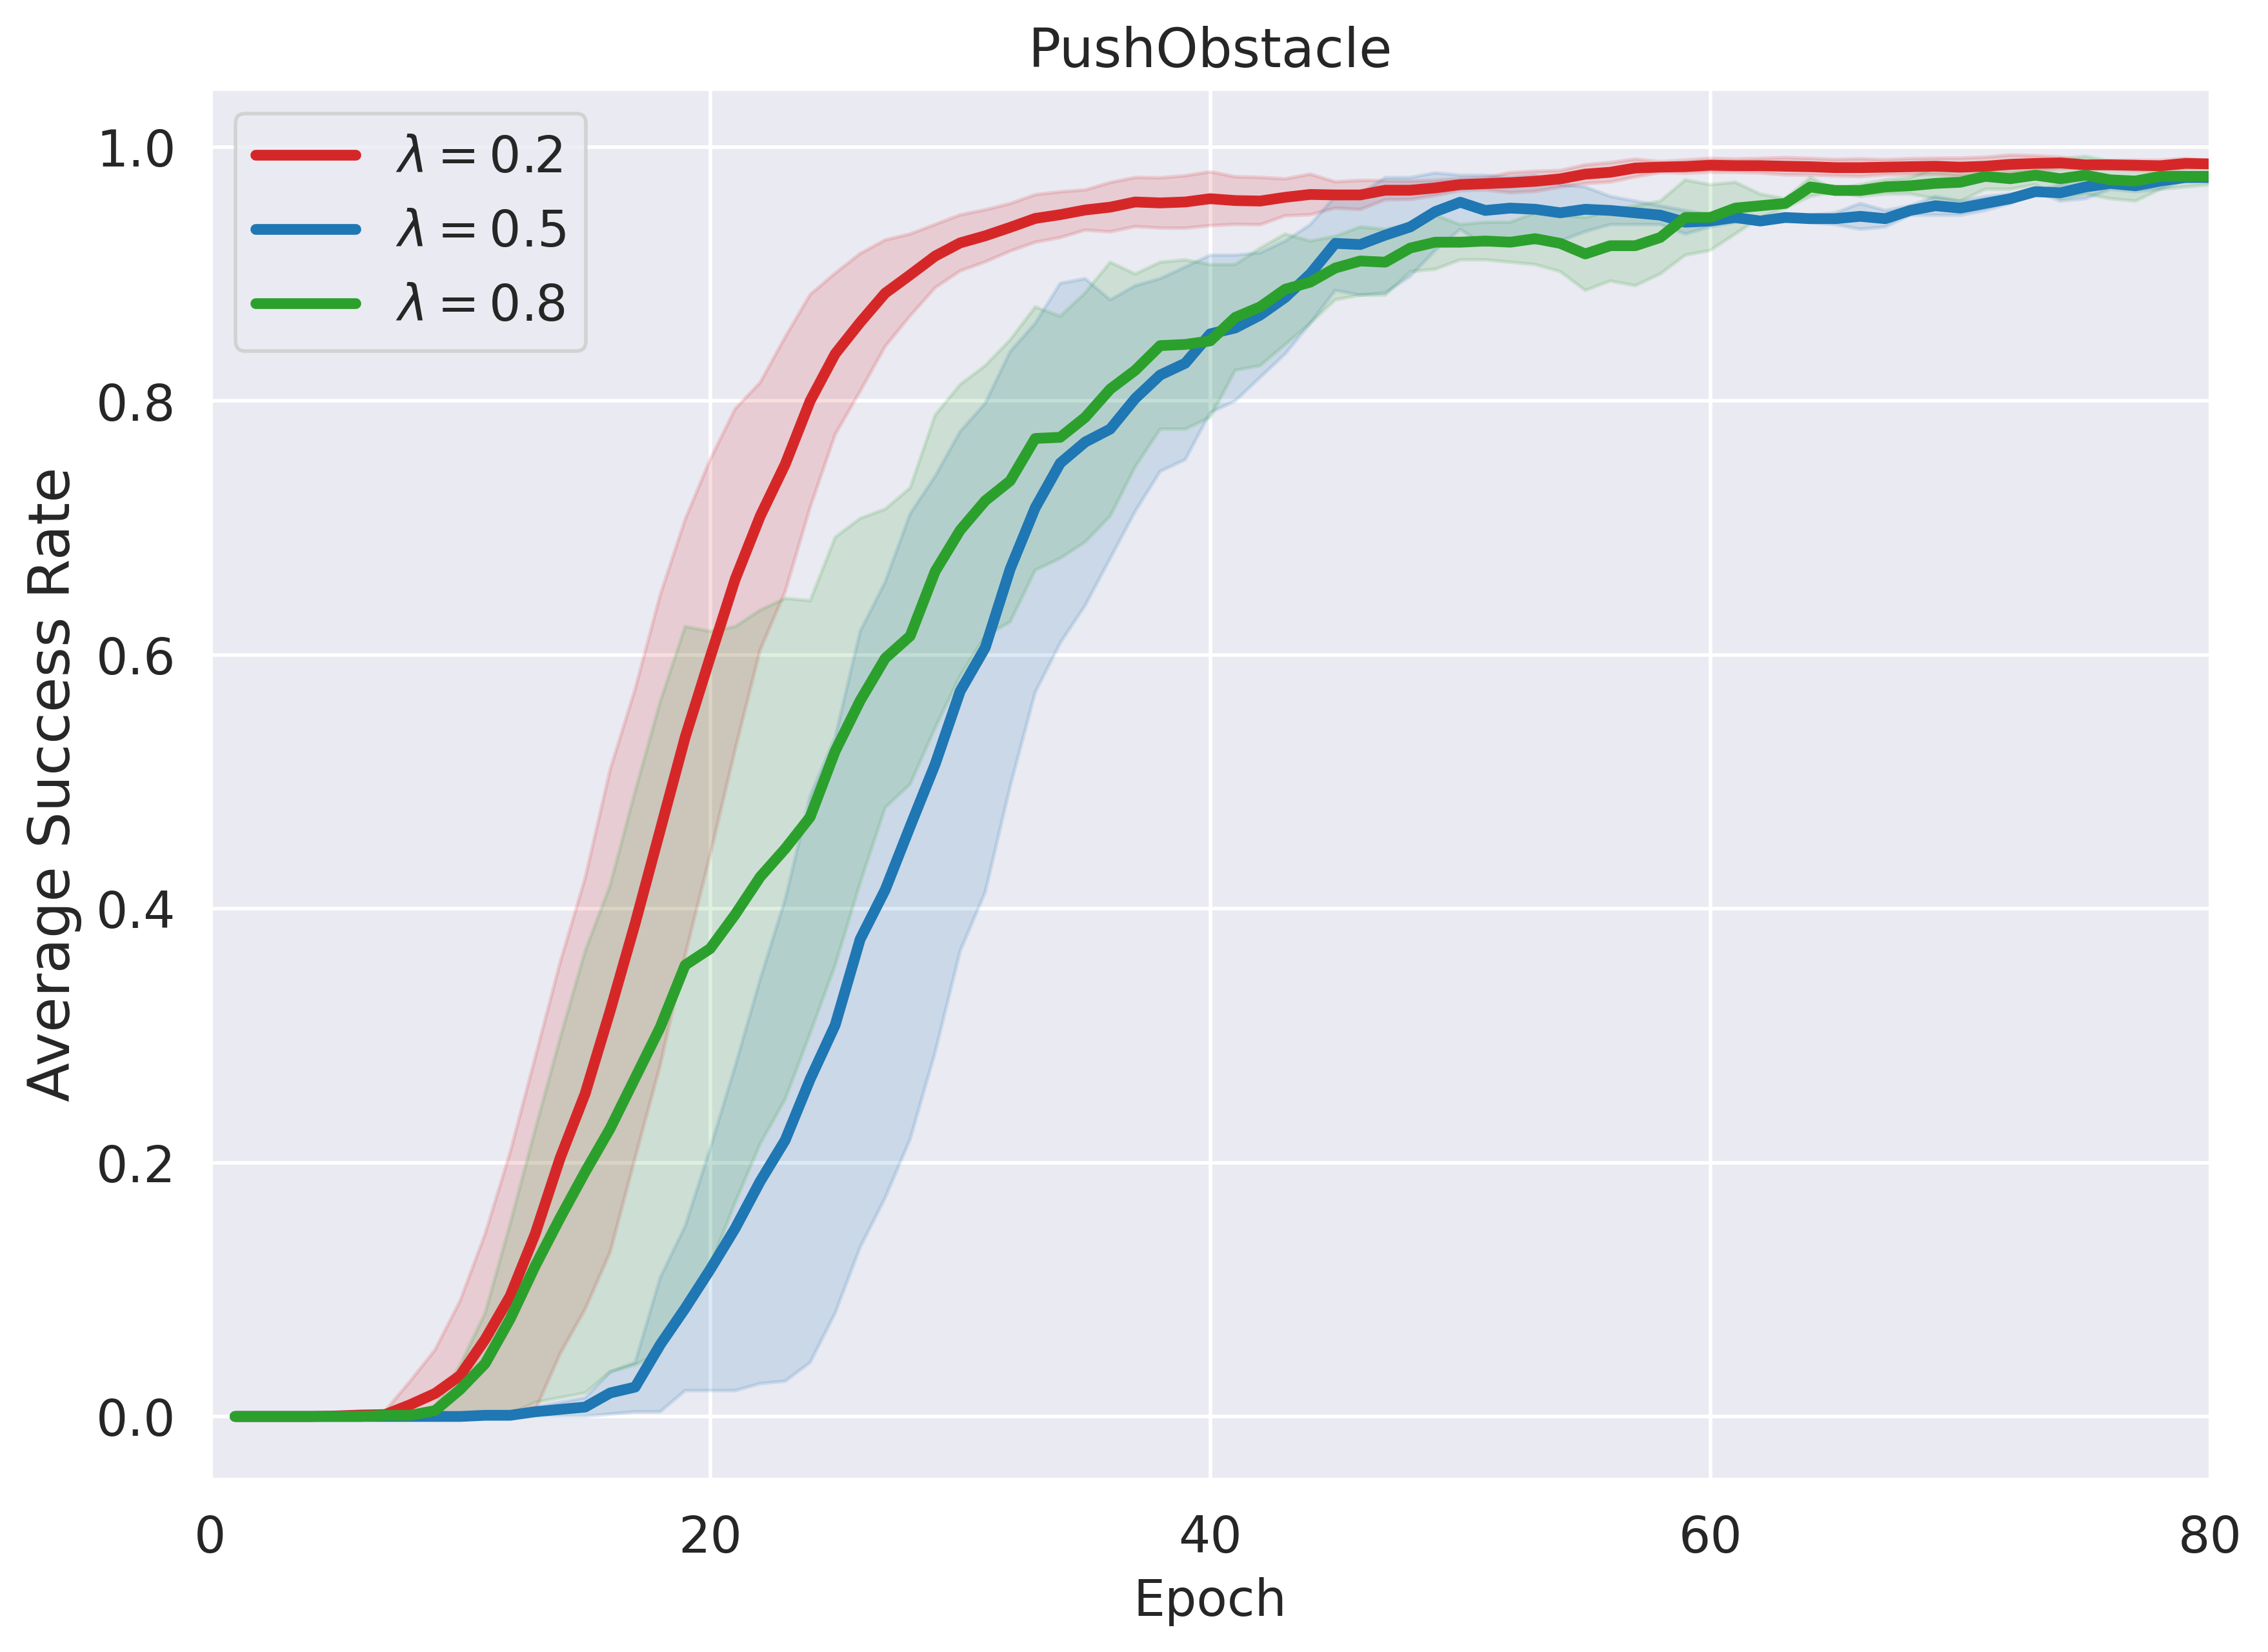 PushObstacle
λ = 0.2
λ = 0.5
λ = 0.8
Average Success Rate
1.0
0.8
0.6
0.4
0.2
0.0
0 20 40 60 80
Epoch